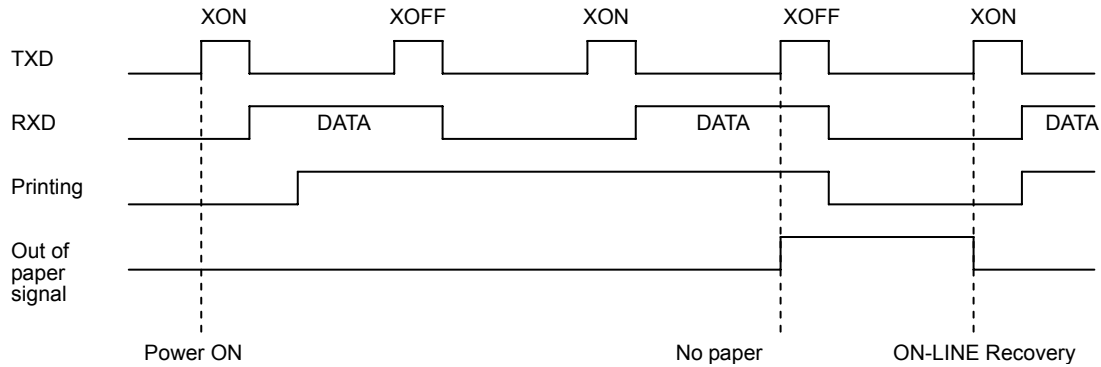 XON XOFF XON XOFF XON
TXD
RXD DATA DATA DATA
Printing
Out of
paper
signal
Power ON No paper ON-LINE Recovery